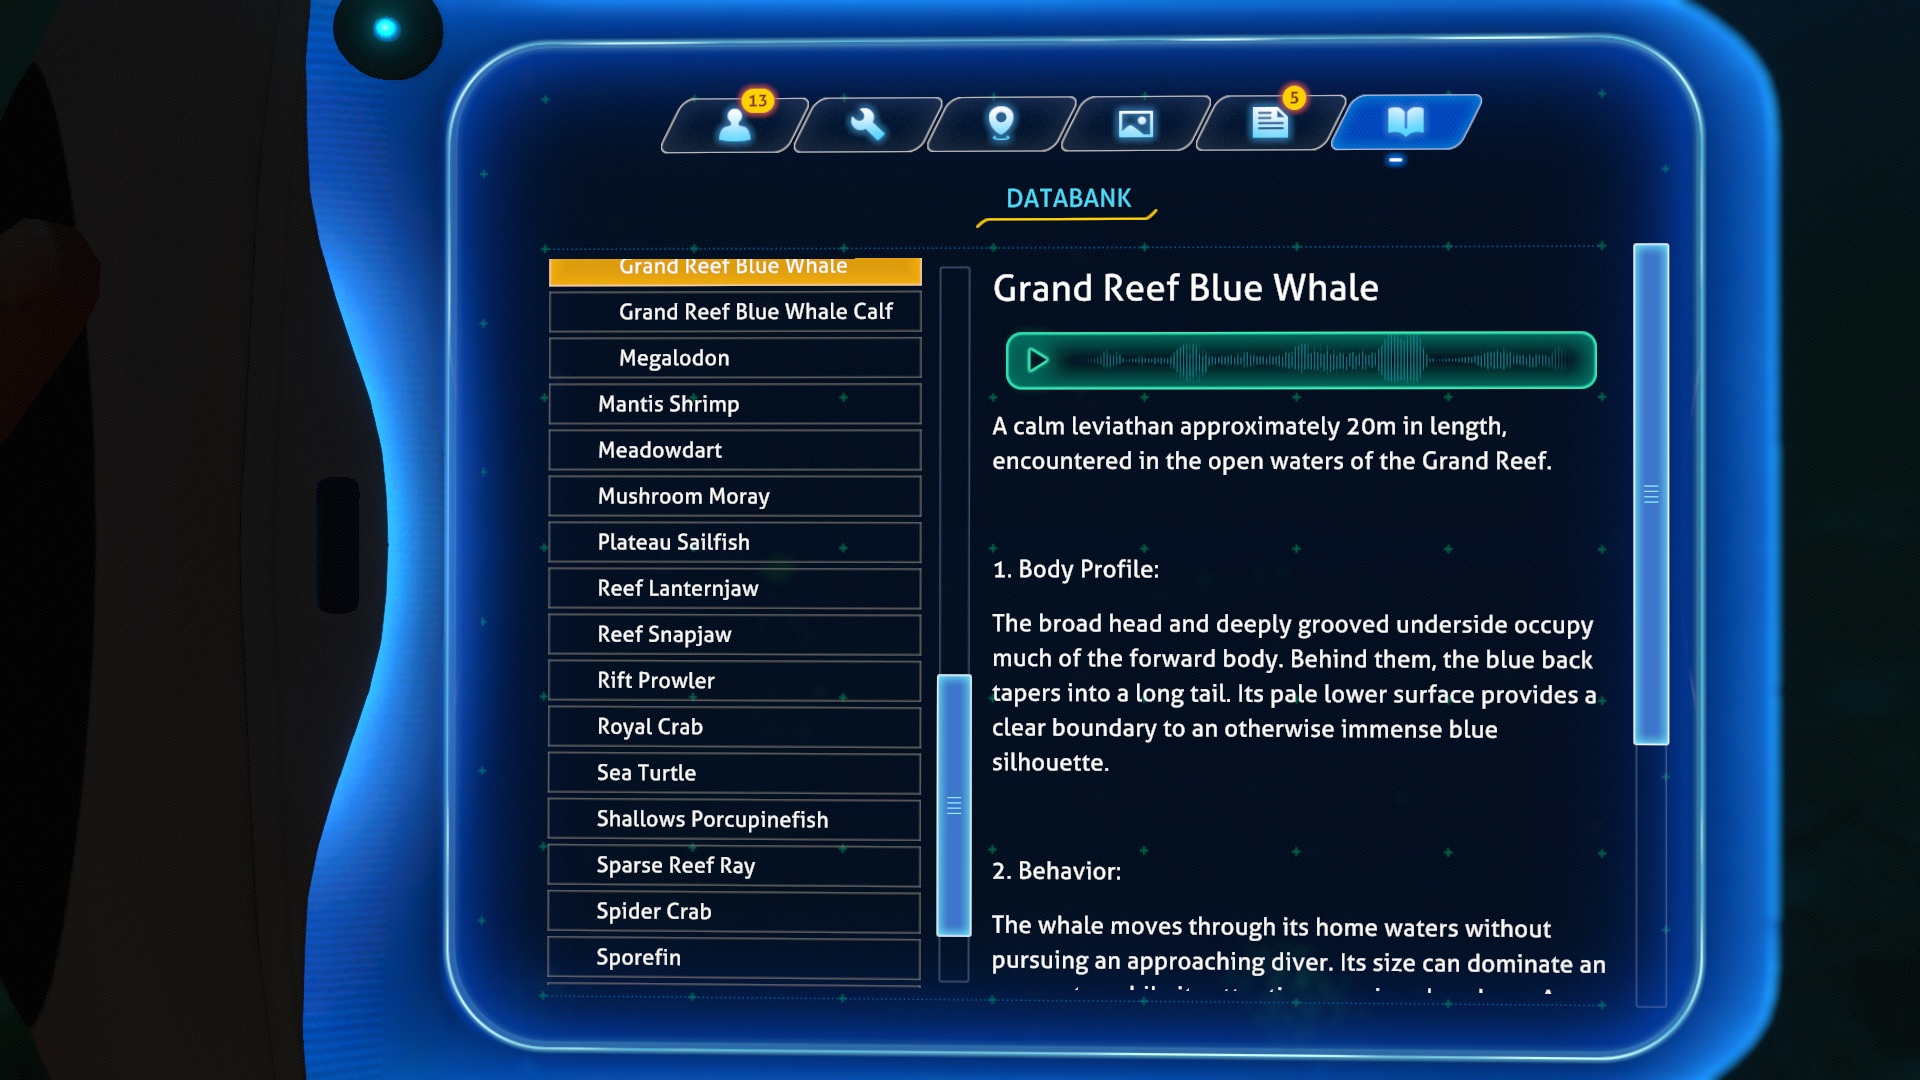 13
5
DATABANK
Grand Reef Blue Whale
Grand Reef Blue Whale Calf
Megalodon
Mantis Shrimp
Meadowdart
Mushroom Moray
Plateau Sailfish
Reef Lanternjaw
Reef Snapjaw
Rift Prowler
Royal Crab
Sea Turtle
Shallows Porcupinefish
Sparse Reef Ray
Spider Crab
Sporefin
Grand Reef Blue Whale
A calm leviathan approximately 20m in length,
encountered in the open waters of the Grand Reef.
1. Body Profile:
The broad head and deeply grooved underside occupy
much of the forward body. Behind them, the blue back
tapers into a long tail. Its pale lower surface provides a
clear boundary to an otherwise immense blue
silhouette.
2. Behavior:
The whale moves through its home waters without
pursuing an approaching diver. Its size can dominate an